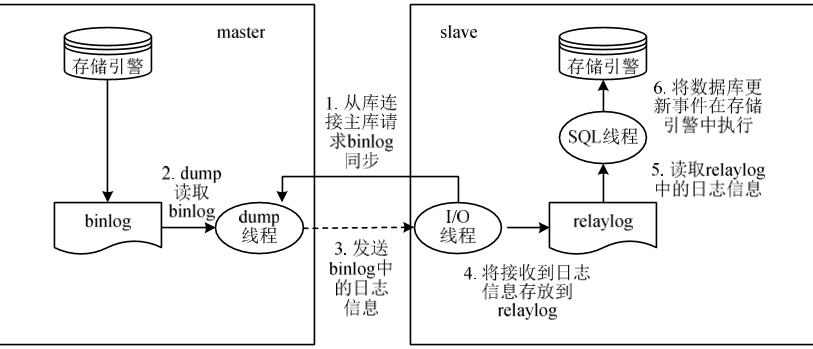 master
存储引擎
binlog
2. dump
读取
binlog
dump
线程
1. 从库连
接主库请
求binlog
同步
3. 发送
binlog中
的日志
信息
slave
I/O
线程
4. 将接收到日志
信息存放到
relaylog
relaylog
5. 读取relaylog
中的日志信息
SQL线程
6. 将数据库更
新事件在存储
引擎中执行
存储引擎